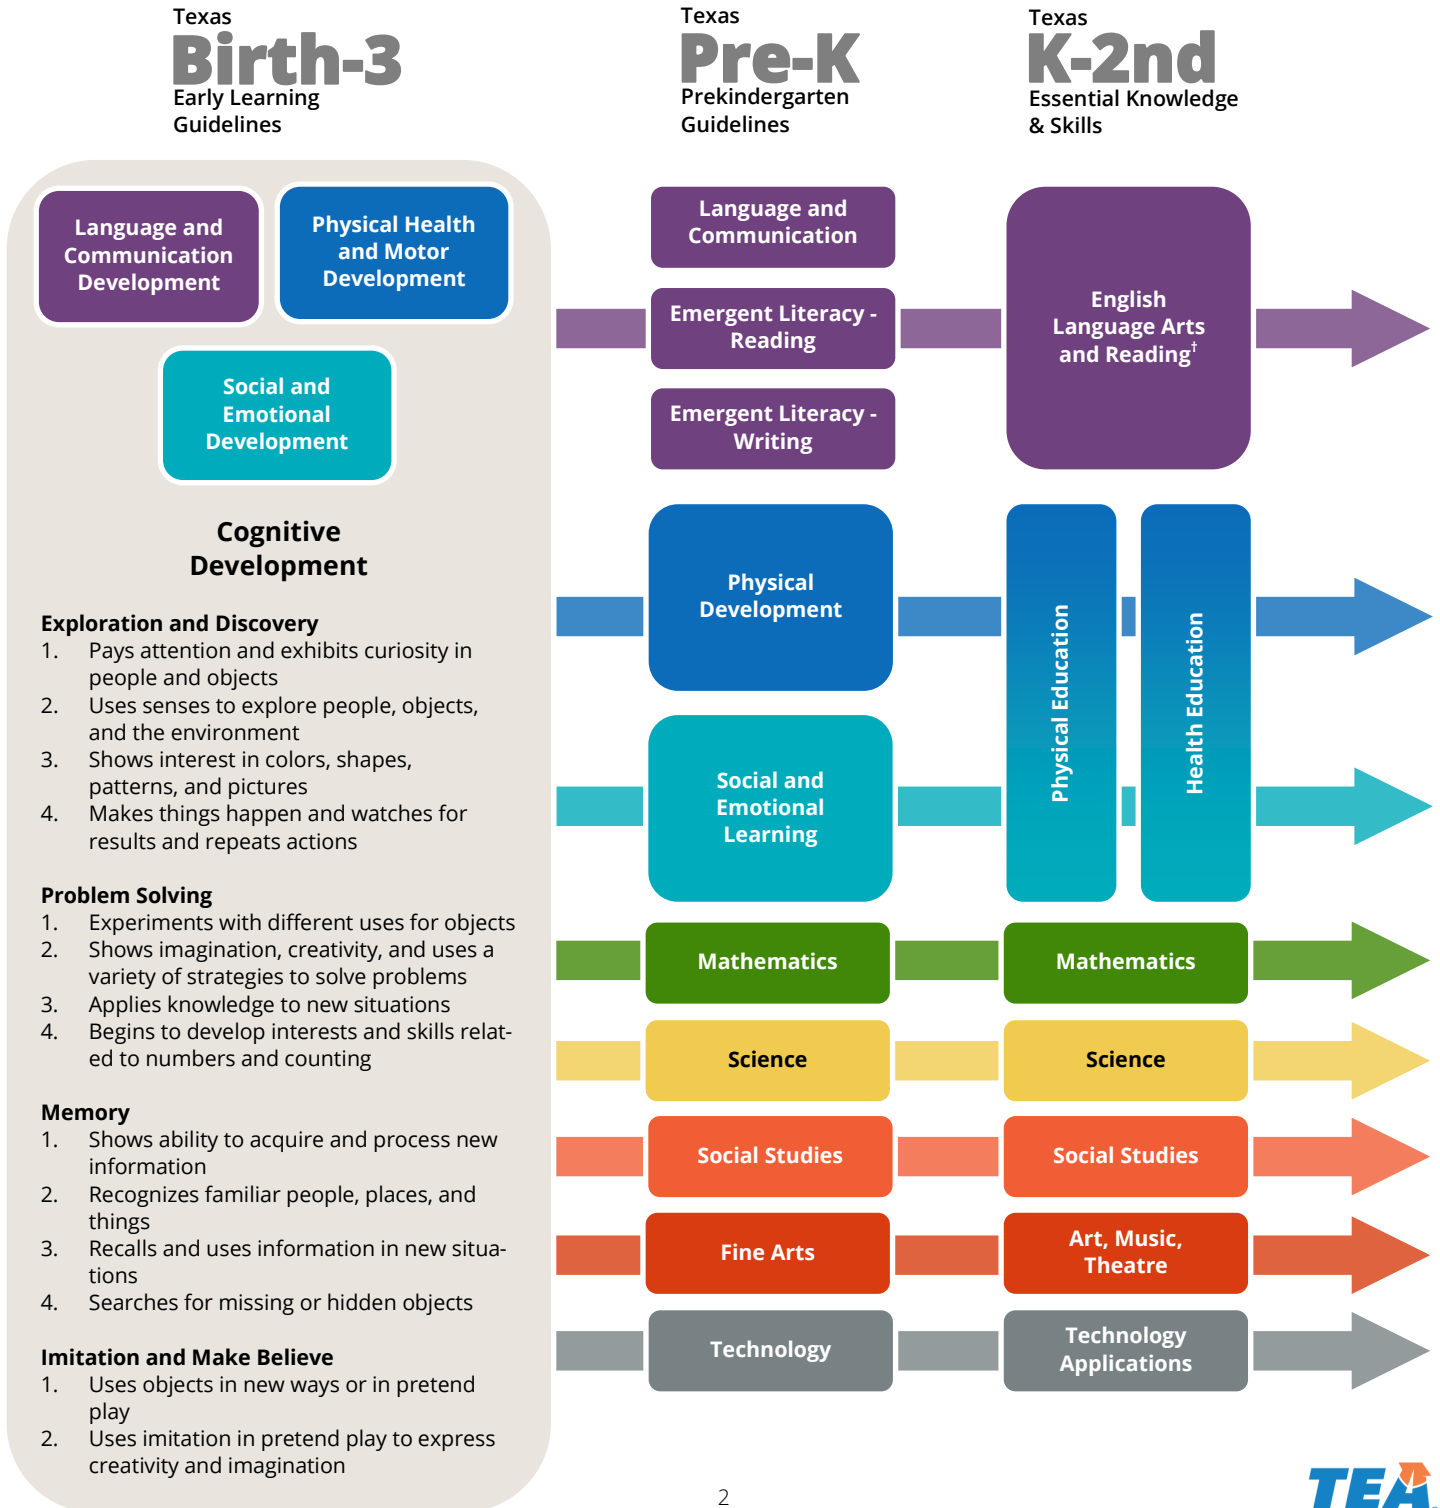 Texas
Birth-3
Early Learning
Guidelines
Texas
Pre-K
Prekindergarten
Guidelines
Texas
K-2nd
Essential Knowledge
& Skills
Language and
Communication
Development
Physical Health
and Motor
Development
Social and
Emotional
Development
Cognitive
Development
Exploration and Discovery
1. Pays attention and exhibits curiosity in
people and objects
2. Uses senses to explore people, objects,
and the environment
3. Shows interest in colors, shapes,
patterns, and pictures
4. Makes things happen and watches for
results and repeats actions
Problem Solving
1. Experiments with different uses for objects
2. Shows imagination, creativity, and uses a
variety of strategies to solve problems
3. Applies knowledge to new situations
4. Begins to develop interests and skills relat-
ed to numbers and counting
Memory
1. Shows ability to acquire and process new
information
2. Recognizes familiar people, places, and
things
3. Recalls and uses information in new situa-
tions
4. Searches for missing or hidden objects
Imitation and Make Believe
1. Uses objects in new ways or in pretend
play
2. Uses imitation in pretend play to express
creativity and imagination
Language and
Communication
Emergent Literacy -
Reading
Emergent Literacy -
Writing
Physical
Development
Social and
Emotional
Learning
Mathematics
Science
Social Studies
Fine Arts
Technology
English
Language Arts
and Reading†
Physical Education
Health Education
Mathematics
Science
Social Studies
Art, Music,
Theatre
Technology
Applications
2
TEA